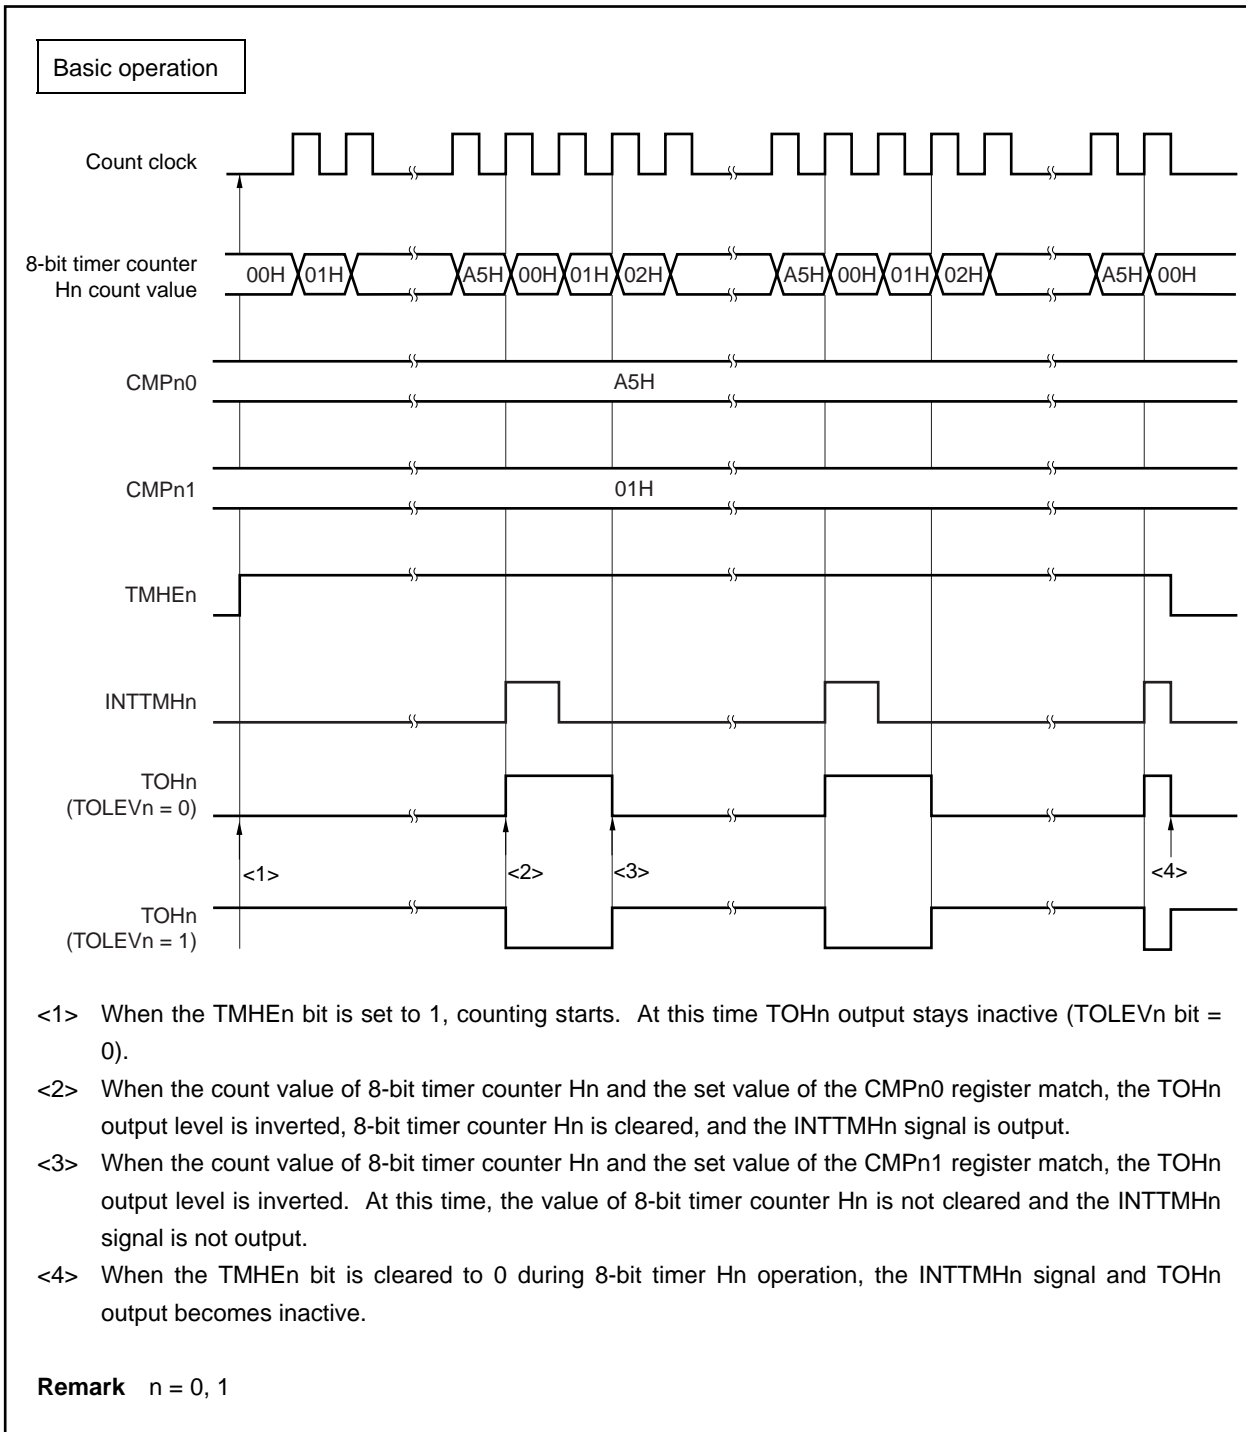 Basic operation
Count clock
8-bit timer counter
Hn count value
00H 01H A5H 00H 01H 02H A5H 00H 01H 02H A5H 00H
CMPn0
A5H
CMPn1
01H
TMHEn
INTTMHn
TOHn
(TOLEVn = 0)
<1> <2> <3> <4>
TOHn
(TOLEVn = 1)
<1> When the TMHEn bit is set to 1, counting starts. At this time TOHn output stays inactive (TOLEVn bit =
0).
<2> When the count value of 8-bit timer counter Hn and the set value of the CMPn0 register match, the TOHn
output level is inverted, 8-bit timer counter Hn is cleared, and the INTTMHn signal is output.
<3> When the count value of 8-bit timer counter Hn and the set value of the CMPn1 register match, the TOHn
output level is inverted. At this time, the value of 8-bit timer counter Hn is not cleared and the INTTMHn
signal is not output.
<4> When the TMHEn bit is cleared to 0 during 8-bit timer Hn operation, the INTTMHn signal and TOHn
output becomes inactive.
Remark n = 0, 1